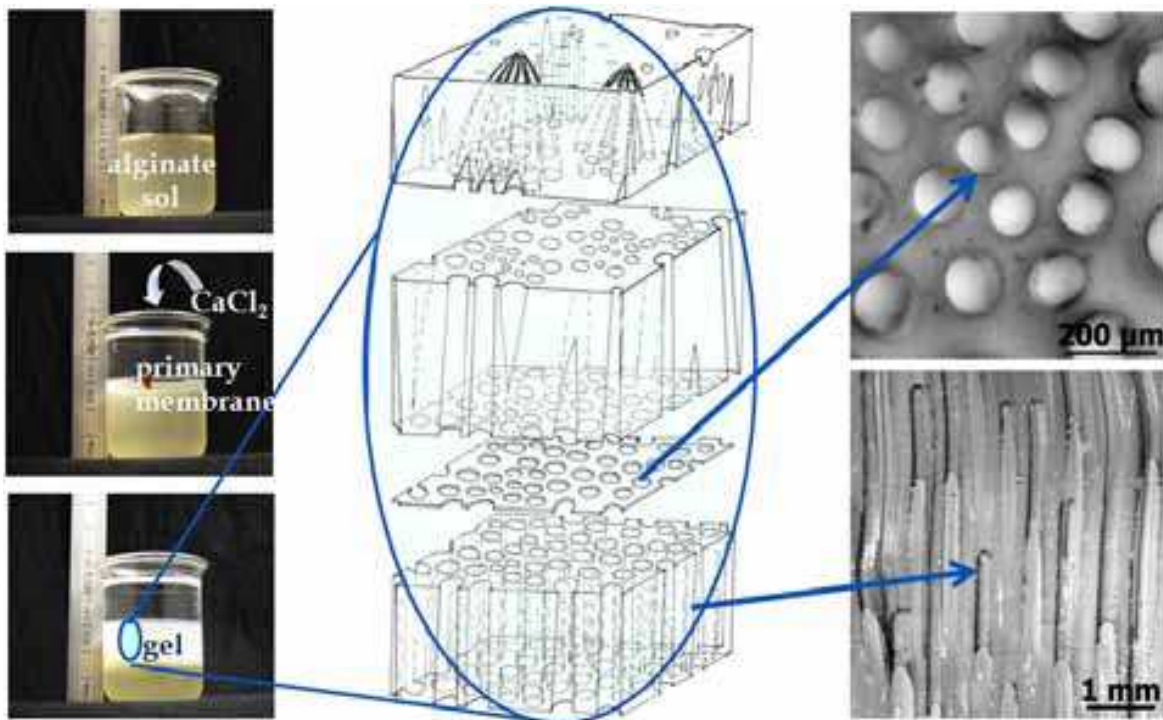 alginate
sol
CaCl₂
primary
membrane
gel
200 µm
1 mm